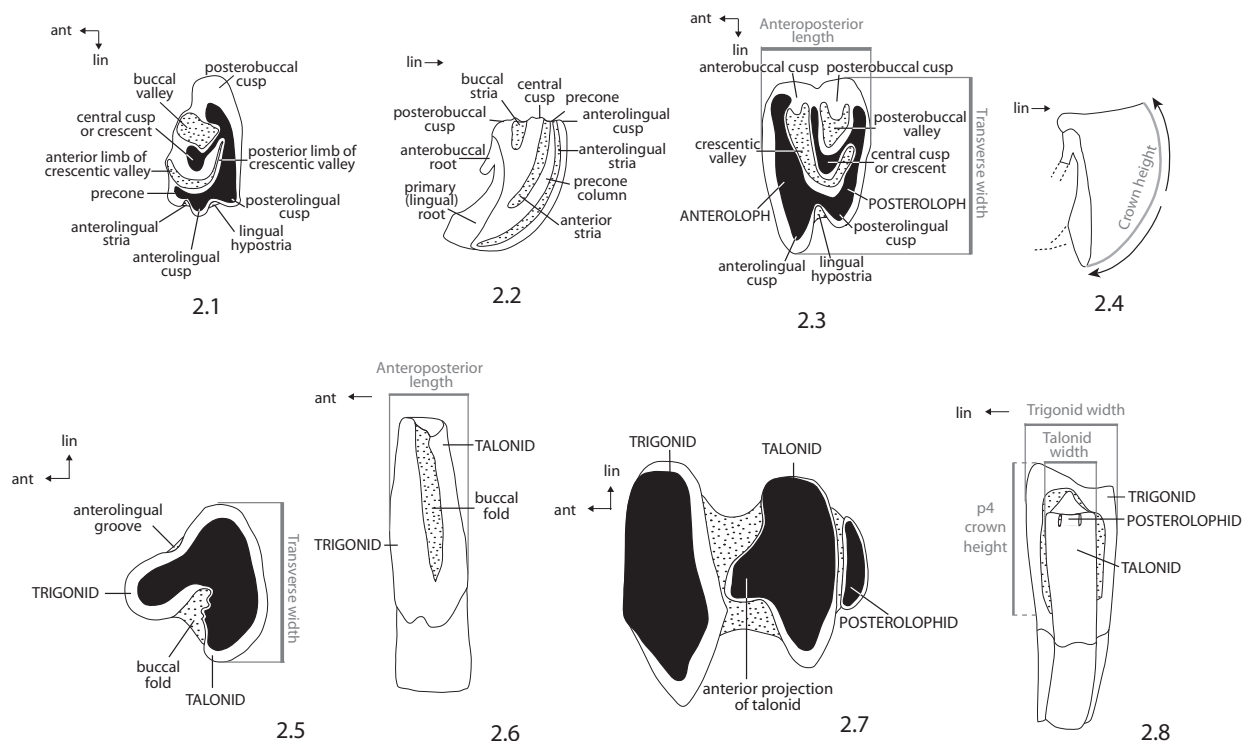 ant
lin
buccal
valley
posterobuccal
cusp
central cusp
or crescent
anterior limb of
crescentic valley
posterior limb of
crescentic valley
precone
posterolingual
cusp
anterolingual
stria
lingual
hypostria
anterolingual
cusp
2.1
lin
buccal
stria
central
cusp
precone
posterobuccal
cusp
anterolingual
cusp
anterobuccal
root
anterolingual
stria
primary
(lingual)
root
precone
column
anterior
stria
2.2
ant
lin
Anteroposterior
length
anterobuccal cusp
posterobuccal cusp
posterobuccal
valley
crescentic
valley
central cusp
or crescent
ANTEROLOPH
POSTEROLOPH
posterolingual
cusp
anterolingual
cusp
lingual
hypostria
Transverse width
2.3
lin
Crown height
2.4
lin
ant
anterolingual
groove
TRIGONID
buccal
fold
TALONID
Transverse width
2.5
Anteroposterior
length
ant
TALONID
buccal
fold
TRIGONID
2.6
TRIGONID
TALONID
lin
ant
POSTEROLOPHID
anterior projection
of talonid
2.7
lin
Trigonid width
Talonid
width
p4
crown
height
TRIGONID
POSTEROLOPHID
TALONID
2.8